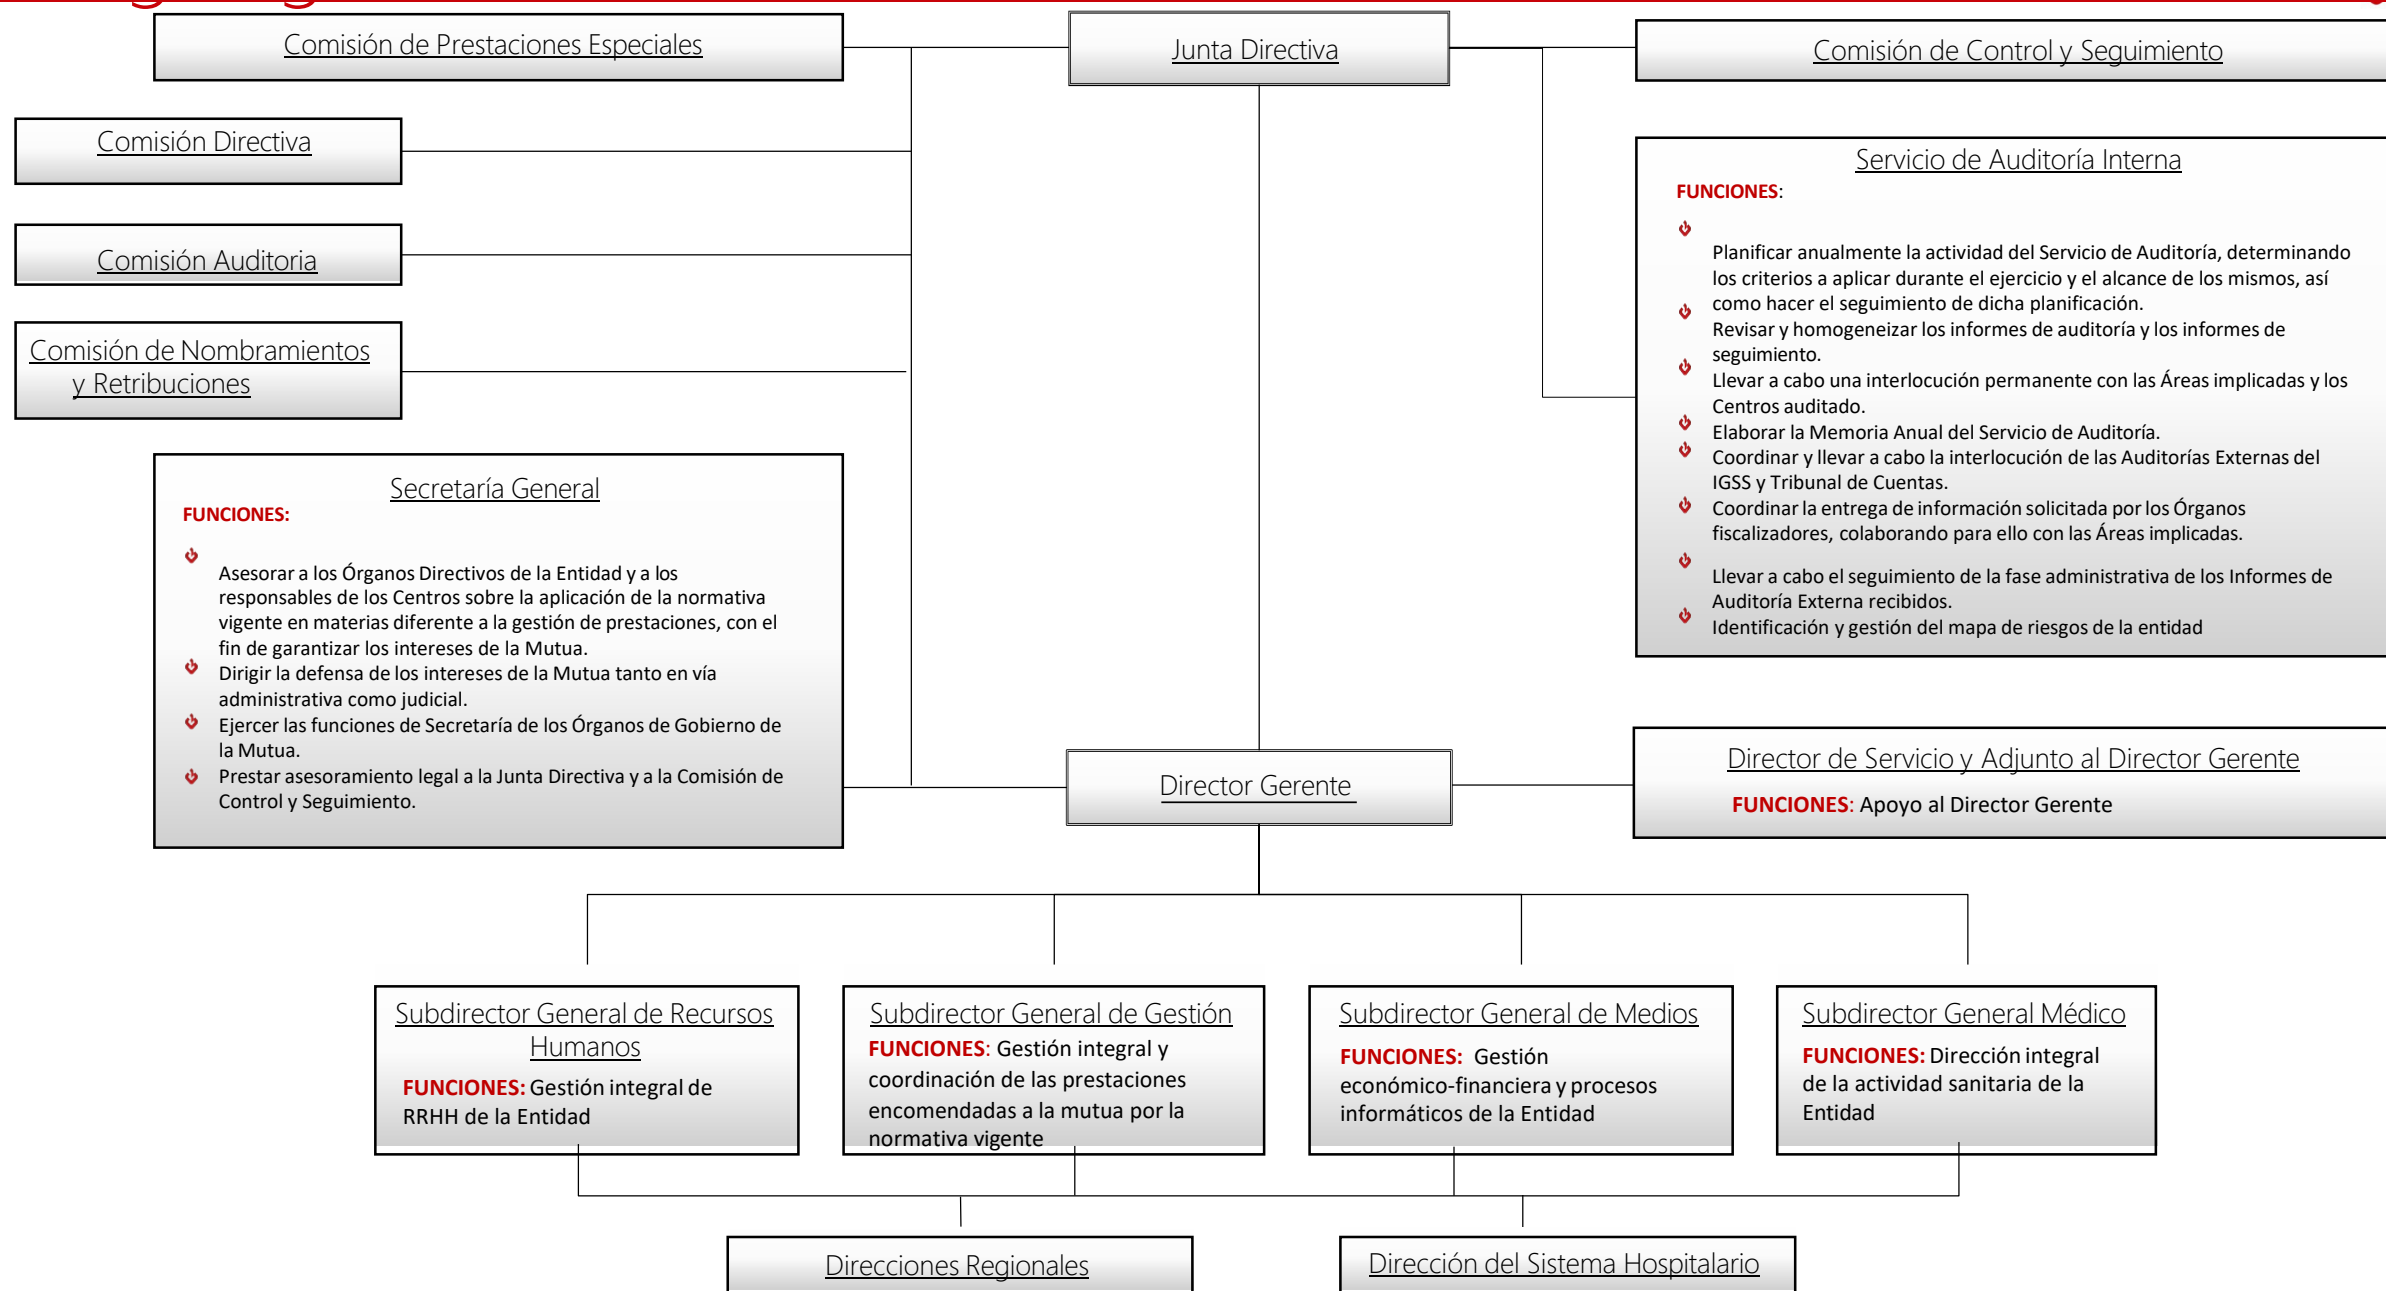 Comisión de Prestaciones Especiales
Junta Directiva
Comisión de Control y Seguimiento
Comisión Directiva
Comisión Auditoria
Comisión de Nombramientos
y Retribuciones
Servicio de Auditoría Interna
FUNCIONES:
Planificar anualmente la actividad del Servicio de Auditoría, determinando
los criterios a aplicar durante el ejercicio y el alcance de los mismos, así
como hacer el seguimiento de dicha planificación.
Revisar y homogeneizar los informes de auditoría y los informes de
seguimiento.
Llevar a cabo una interlocución permanente con las Áreas implicadas y los
Centros auditado.
Elaborar la Memoria Anual del Servicio de Auditoría.
Coordinar y llevar a cabo la interlocución de las Auditorías Externas del
IGSS y Tribunal de Cuentas.
Coordinar la entrega de información solicitada por los Órganos
fiscalizadores, colaborando para ello con las Áreas implicadas.
Llevar a cabo el seguimiento de la fase administrativa de los Informes de
Auditoría Externa recibidos.
Identificación y gestión del mapa de riesgos de la entidad
Secretaría General
FUNCIONES:
Asesorar a los Órganos Directivos de la Entidad y a los
responsables de los Centros sobre la aplicación de la normativa
vigente en materias diferente a la gestión de prestaciones, con el
fin de garantizar los intereses de la Mutua.
Dirigir la defensa de los intereses de la Mutua tanto en vía
administrativa como judicial.
Ejercer las funciones de Secretaría de los Órganos de Gobierno de
la Mutua.
Prestar asesoramiento legal a la Junta Directiva y a la Comisión de
Control y Seguimiento.
Director Gerente
Director de Servicio y Adjunto al Director Gerente
FUNCIONES: Apoyo al Director Gerente
Subdirector General de Recursos
Humanos
FUNCIONES: Gestión integral de
RRHH de la Entidad
Subdirector General de Gestión
FUNCIONES: Gestión integral y
coordinación de las prestaciones
encomendadas a la mutua por la
normativa vigente
Subdirector General de Medios
FUNCIONES: Gestión
económico-financiera y procesos
informáticos de la Entidad
Subdirector General Médico
FUNCIONES: Dirección integral
de la actividad sanitaria de la
Entidad
Direcciones Regionales
Dirección del Sistema Hospitalario